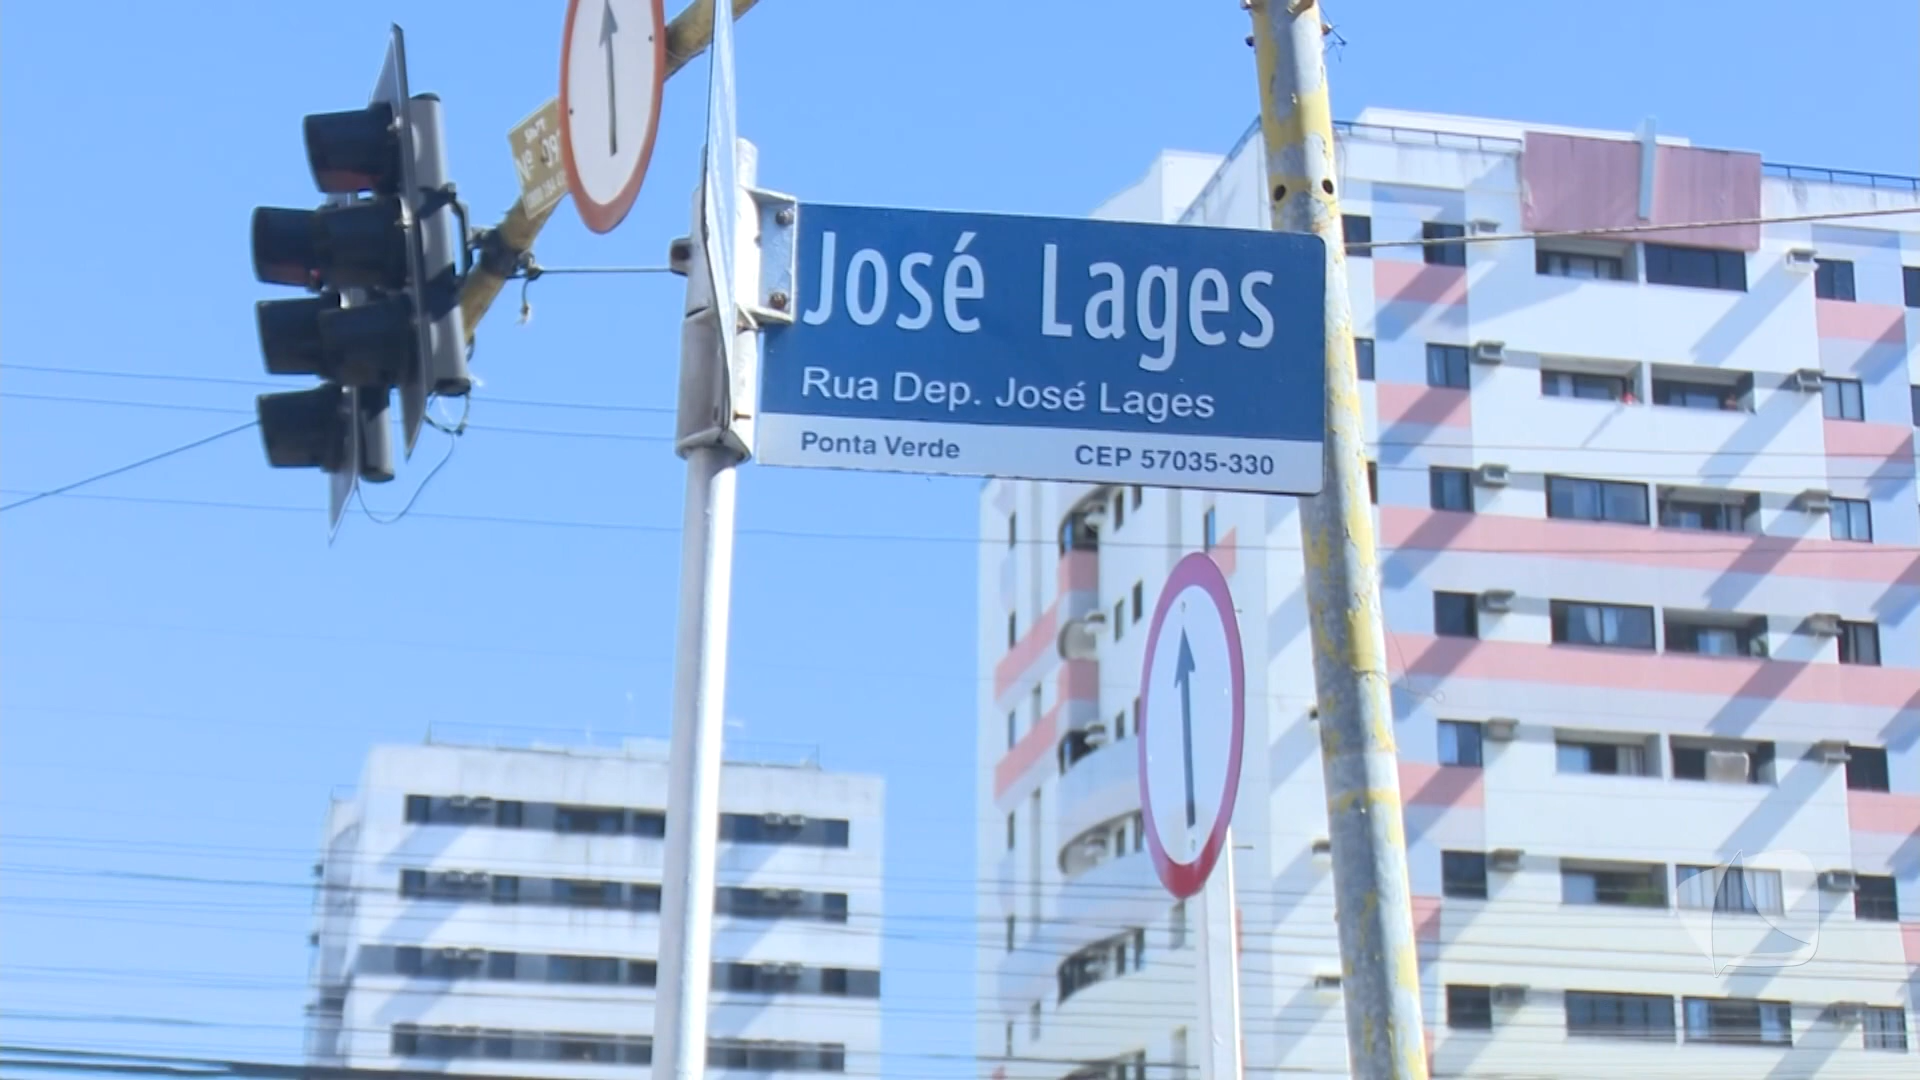 José Lages
Rua Dep. José Lages
Ponta Verde CEP 57035-330